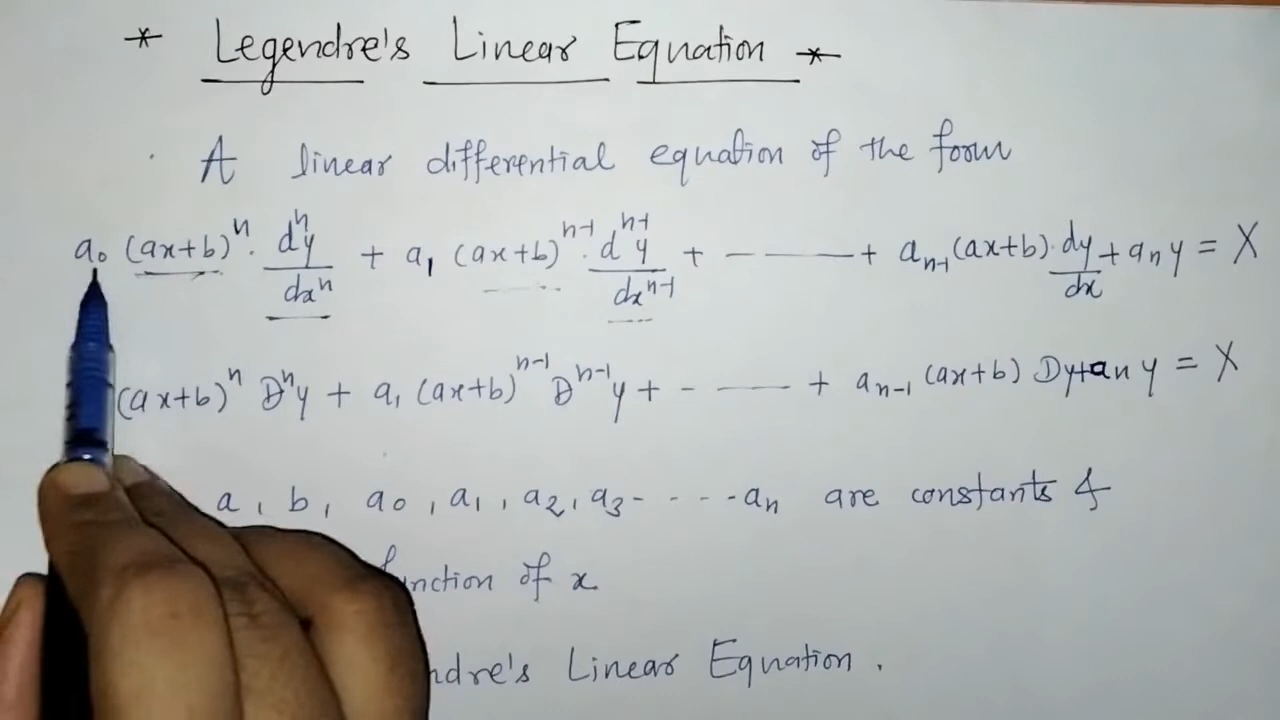 * Legendre's Linear Equation *
A linear differential equation of the form
a₀ (ax+b)ⁿ · dⁿy/dxⁿ + a₁ (ax+b)ⁿ⁻¹ · dⁿ⁻¹y/dxⁿ⁻¹ + - - —— + aₙ₋₁ (ax+b) · dy/dx + aₙ y = X
(ax+b)ⁿ Dⁿy + a₁ (ax+b)ⁿ⁻¹ Dⁿ⁻¹y + - —— + aₙ₋₁ (ax+b) Dy + aₙ y = X
a, b, a₀, a₁, a₂, a₃ - - - - aₙ are constants &
function of x
Linear Equation.